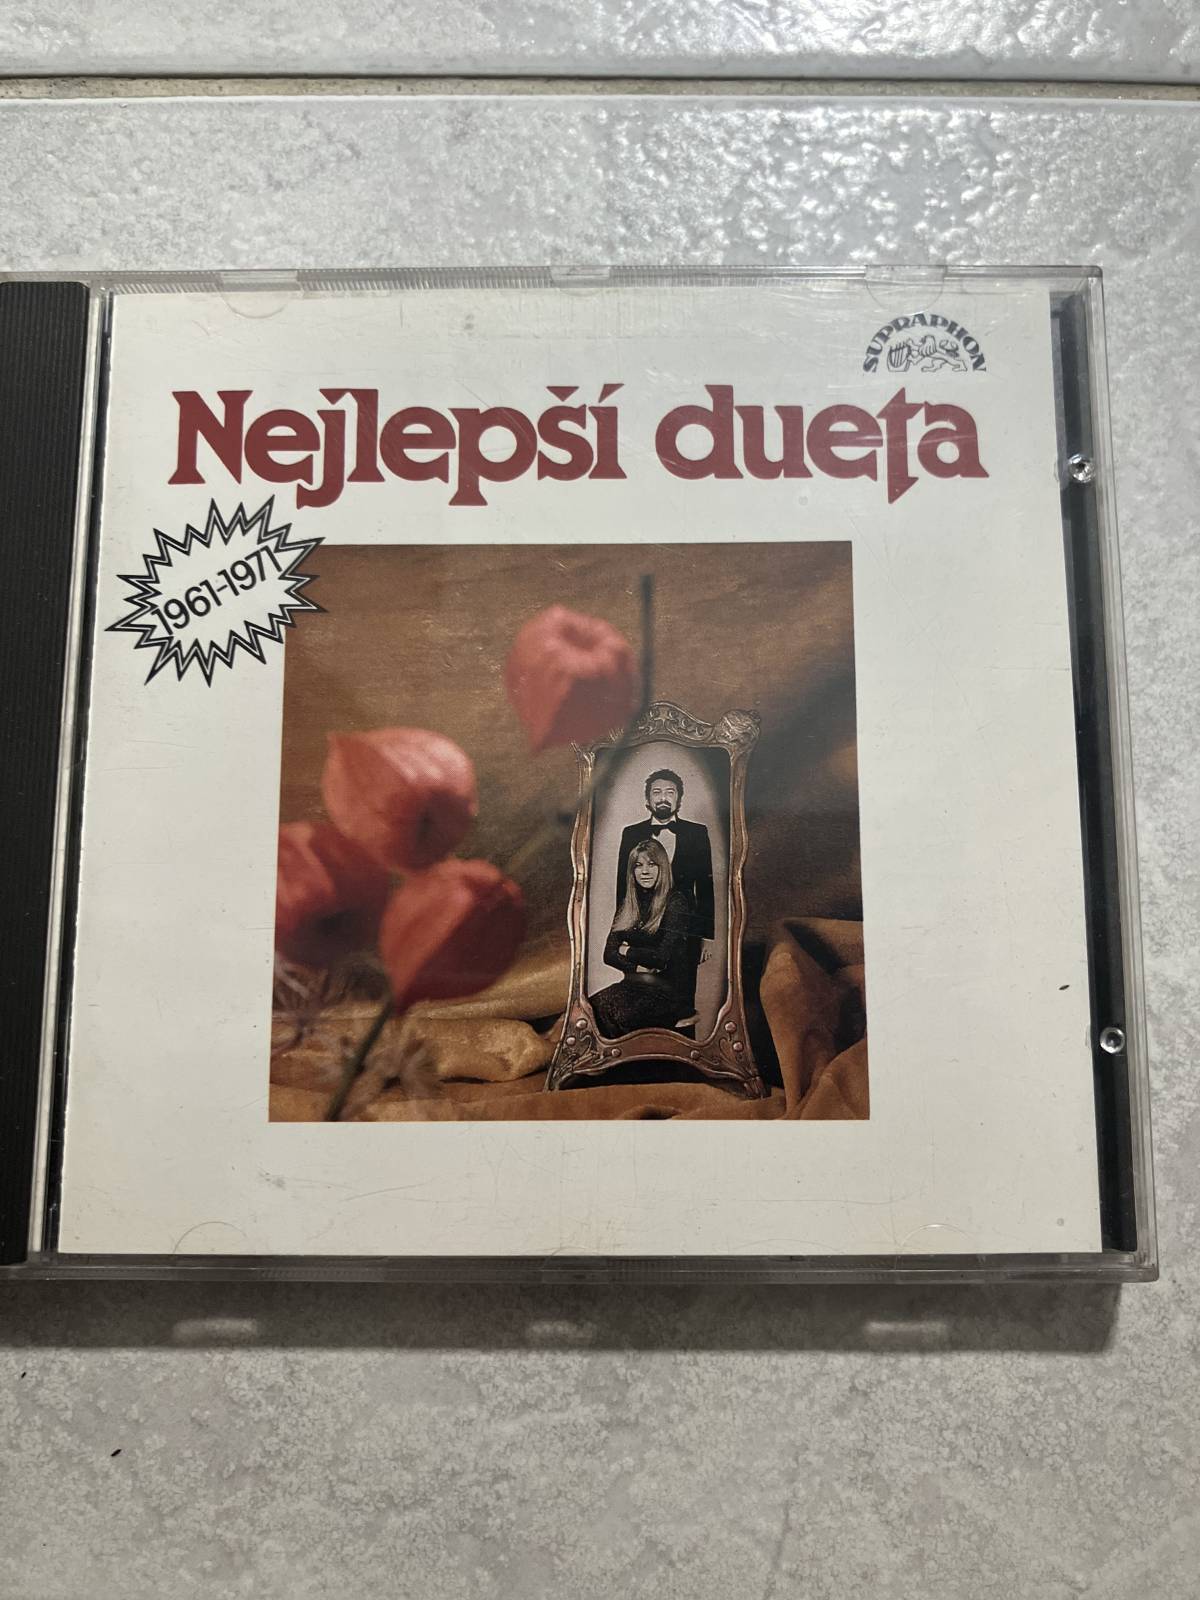 SUPRAPHON
Nejlepší dueta
1961-1971